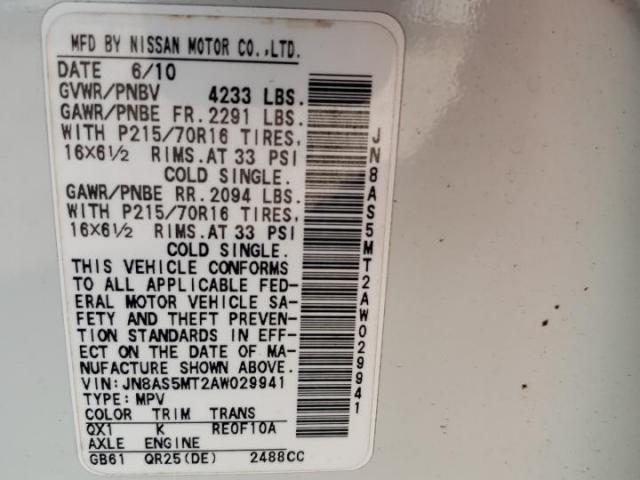 MFD BY NISSAN MOTOR CO.,LTD.
DATE 6/10
GVWR/PNBV 4233 LBS.
GAWR/PNBE FR. 2291 LBS.
WITH P215/70R16 TIRES,
16X6½ RIMS.AT 33 PSI
COLD SINGLE.
GAWR/PNBE RR. 2094 LBS.
WITH P215/70R16 TIRES,
16X6½ RIMS.AT 33 PSI
COLD SINGLE.
THIS VEHICLE CONFORMS
TO ALL APPLICABLE FED-
ERAL MOTOR VEHICLE SA-
FETY AND THEFT PREVEN-
TION STANDARDS IN EFF-
ECT ON THE DATE OF MA-
NUFACTURE SHOWN ABOVE.
VIN:JN8AS5MT2AW029941
TYPE: MPV
COLOR TRIM TRANS
QX1 K RE0F10A
AXLE ENGINE
GB61 QR25(DE) 2488CC
JN8AS5MT2AW029941